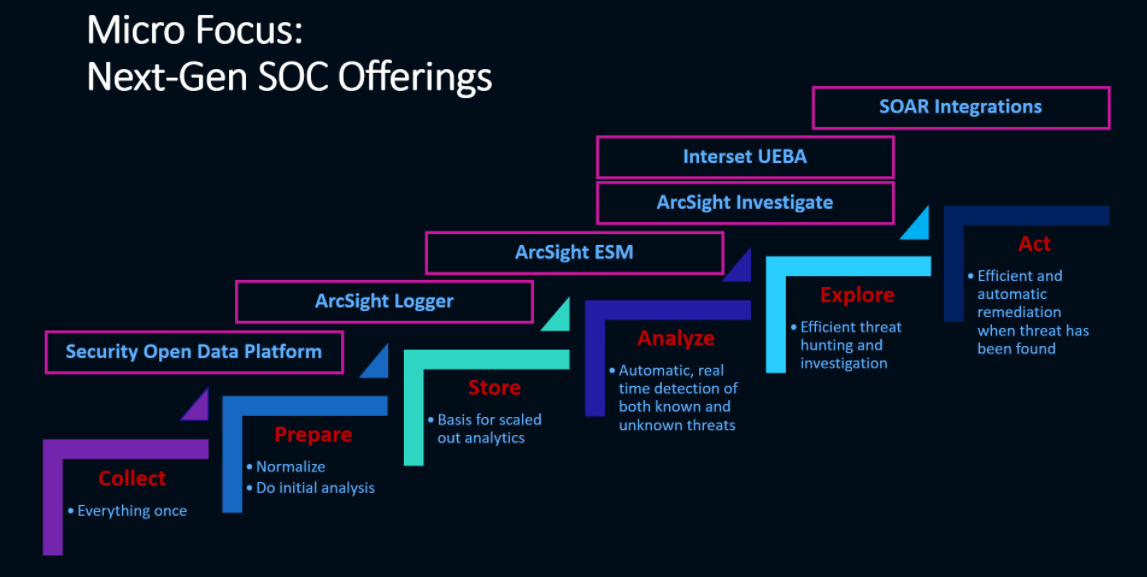 Micro Focus:
Next-Gen SOC Offerings
SOAR Integrations
Interset UEBA
ArcSight Investigate
ArcSight ESM
ArcSight Logger
Security Open Data Platform
Collect
• Everything once
Prepare
• Normalize
• Do initial analysis
Store
• Basis for scaled
out analytics
Analyze
• Automatic, real
time detection of
both known and
unknown threats
Explore
• Efficient threat
hunting and
investigation
Act
• Efficient and
automatic
remediation
when threat has
been found